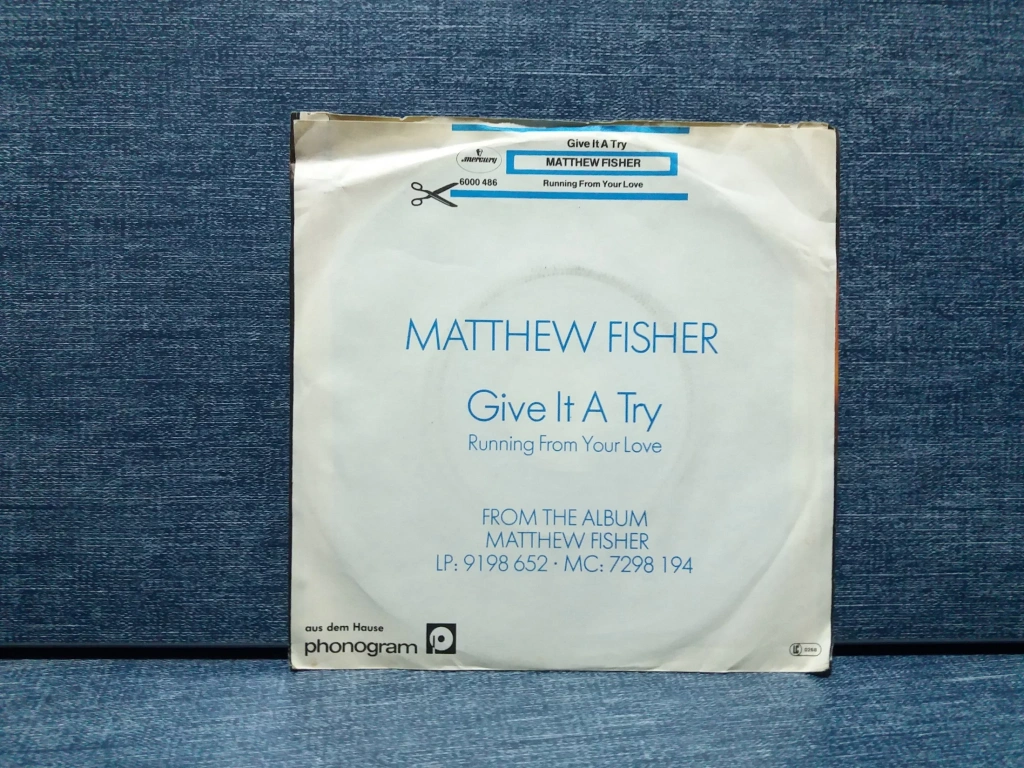 Give It A Try
mercury
MATTHEW FISHER
6000 486
Running From Your Love
MATTHEW FISHER
Give It A Try
Running From Your Love
FROM THE ALBUM
MATTHEW FISHER
LP: 9198 652 · MC: 7298 194
aus dem Hause
phonogram
LC